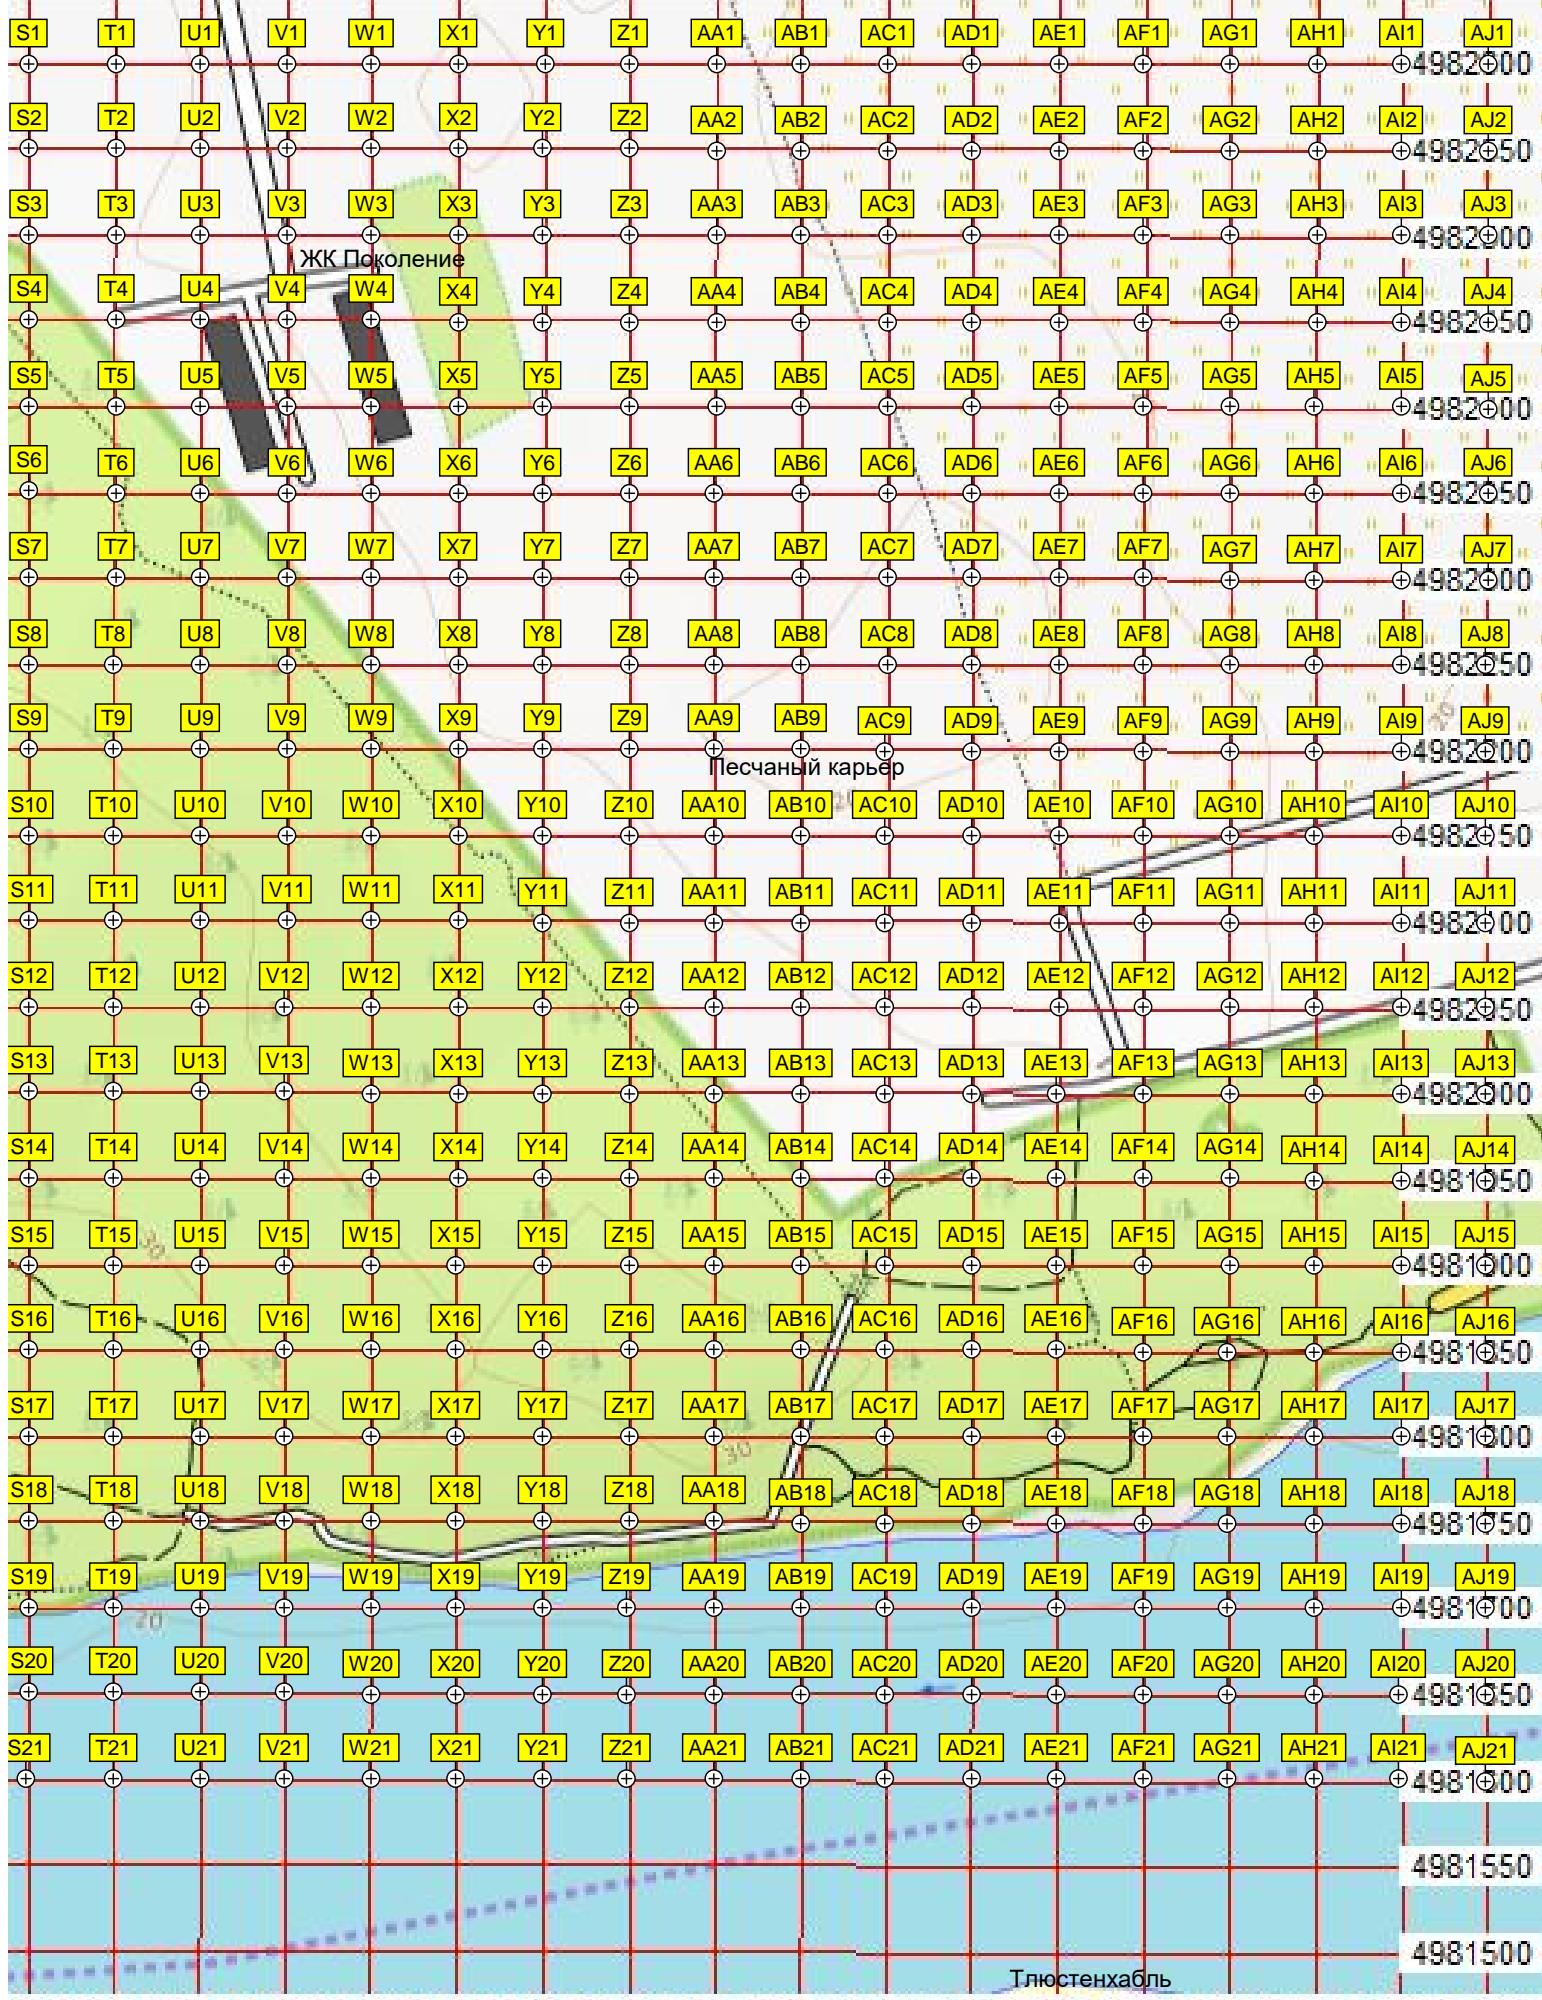 S1 T1 U1 V1 W1 X1 Y1 Z1 AA1 AB1 AC1 AD1 AE1 AF1 AG1 AH1 AI1 AJ1
4982600
S2 T2 U2 V2 W2 X2 Y2 Z2 AA2 AB2 AC2 AD2 AE2 AF2 AG2 AH2 AI2 AJ2
4982550
S3 T3 U3 V3 W3 X3 Y3 Z3 AA3 AB3 AC3 AD3 AE3 AF3 AG3 AH3 AI3 AJ3
4982500
ЖК Поколение
S4 T4 U4 V4 W4 X4 Y4 Z4 AA4 AB4 AC4 AD4 AE4 AF4 AG4 AH4 AI4 AJ4
4982450
S5 T5 U5 V5 W5 X5 Y5 Z5 AA5 AB5 AC5 AD5 AE5 AF5 AG5 AH5 AI5 AJ5
4982400
S6 T6 U6 V6 W6 X6 Y6 Z6 AA6 AB6 AC6 AD6 AE6 AF6 AG6 AH6 AI6 AJ6
4982350
S7 T7 U7 V7 W7 X7 Y7 Z7 AA7 AB7 AC7 AD7 AE7 AF7 AG7 AH7 AI7 AJ7
4982300
S8 T8 U8 V8 W8 X8 Y8 Z8 AA8 AB8 AC8 AD8 AE8 AF8 AG8 AH8 AI8 AJ8
4982250
S9 T9 U9 V9 W9 X9 Y9 Z9 AA9 AB9 AC9 AD9 AE9 AF9 AG9 AH9 AI9 20 AJ9
4982200
Песчаный карьер
S10 T10 U10 V10 W10 X10 Y10 Z10 AA10 AB10 AC10 AD10 AE10 AF10 AG10 AH10 AI10 AJ10
4982150
S11 T11 U11 V11 W11 X11 Y11 Z11 AA11 AB11 AC11 AD11 AE11 AF11 AG11 AH11 AI11 AJ11
4982100
S12 T12 U12 V12 W12 X12 Y12 Z12 AA12 AB12 AC12 AD12 AE12 AF12 AG12 AH12 AI12 AJ12
4982050
S13 T13 U13 V13 W13 X13 Y13 Z13 AA13 AB13 AC13 AD13 AE13 AF13 AG13 AH13 AI13 AJ13
4982000
S14 T14 U14 V14 W14 X14 Y14 Z14 AA14 AB14 AC14 AD14 AE14 AF14 AG14 AH14 AI14 AJ14
4981950
S15 T15 30 U15 V15 W15 X15 Y15 Z15 AA15 AB15 AC15 AD15 AE15 AF15 AG15 AH15 AI15 AJ15
4981900
S16 T16 U16 V16 W16 X16 Y16 Z16 AA16 AB16 AC16 AD16 AE16 AF16 AG16 AH16 AI16 AJ16
4981850
S17 T17 U17 V17 W17 X17 Y17 Z17 AA17 AB17 AC17 AD17 AE17 AF17 AG17 AH17 AI17 AJ17
4981800
30
S18 T18 U18 V18 W18 X18 Y18 Z18 AA18 AB18 AC18 AD18 AE18 AF18 AG18 AH18 AI18 AJ18
4981750
S19 T19 U19 V19 W19 X19 Y19 Z19 AA19 AB19 AC19 AD19 AE19 AF19 AG19 AH19 AI19 AJ19
4981700
20
S20 T20 U20 V20 W20 X20 Y20 Z20 AA20 AB20 AC20 AD20 AE20 AF20 AG20 AH20 AI20 AJ20
4981650
S21 T21 U21 V21 W21 X21 Y21 Z21 AA21 AB21 AC21 AD21 AE21 AF21 AG21 AH21 AI21 AJ21
4981600
4981550
4981500
Тлюстенхабль